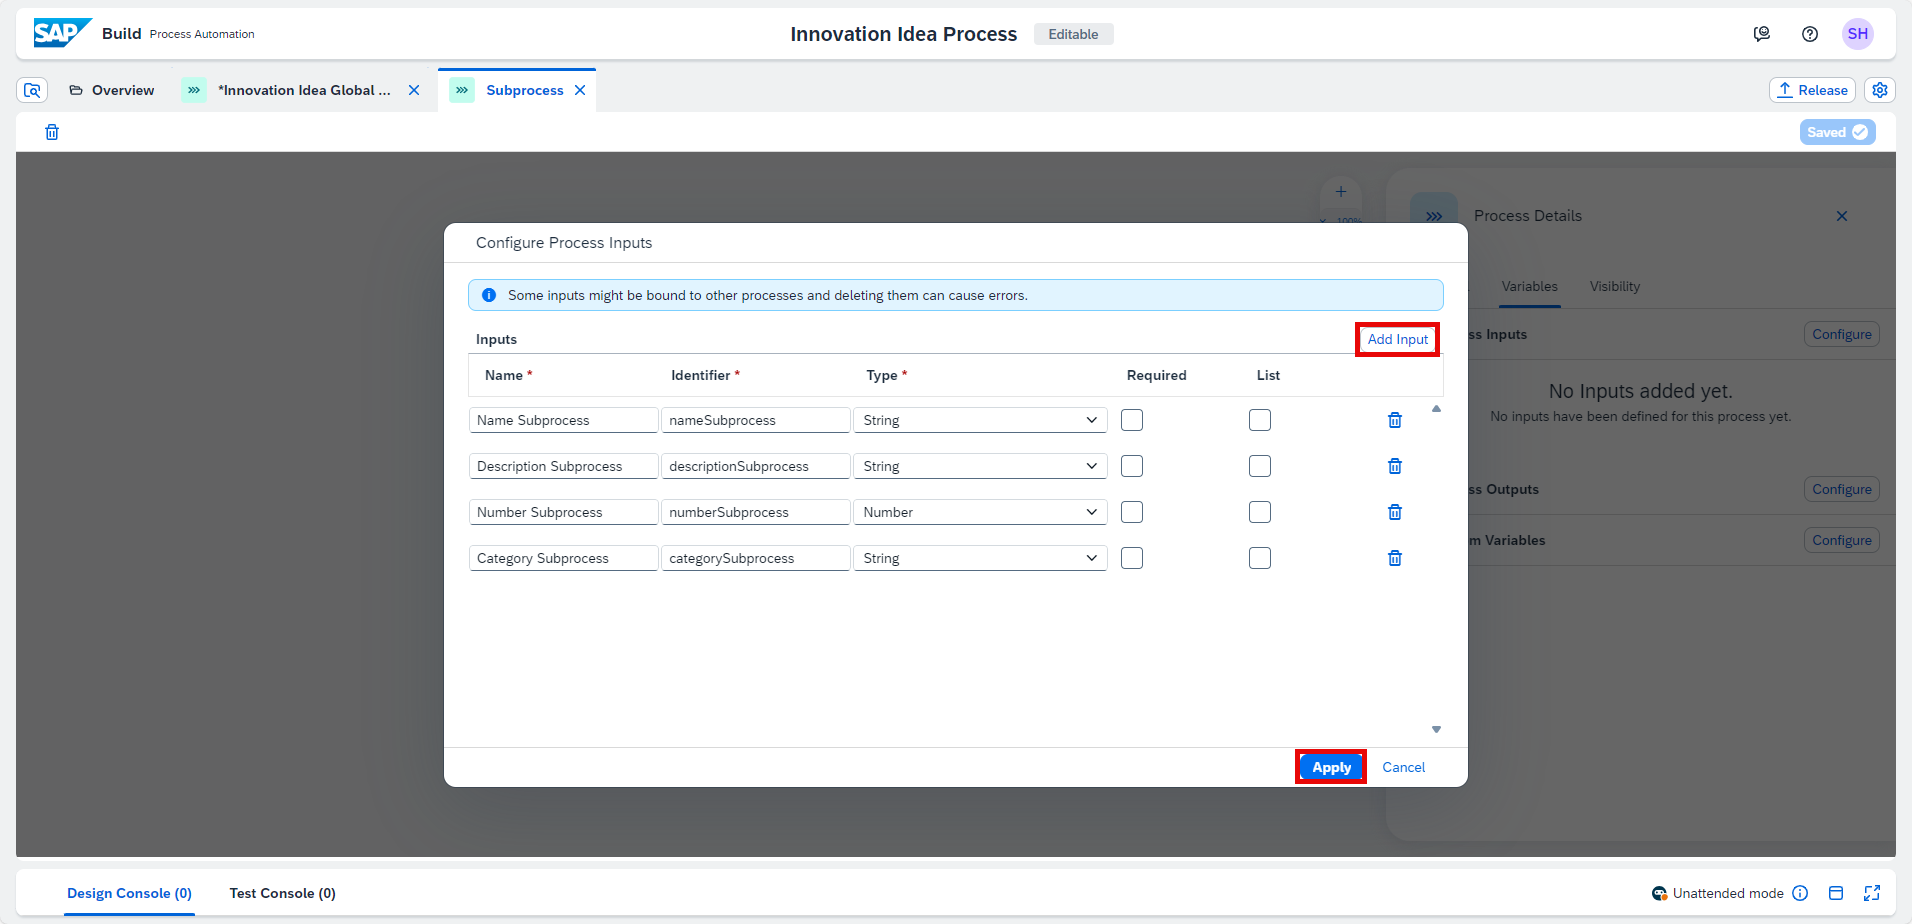 SAP Build Process Automation
Innovation Idea Process Editable
SH
Overview
*Innovation Idea Global ...
Subprocess
Release
Saved
100%
Process Details
Variables Visibility
ss Inputs Configure
No Inputs added yet.
No inputs have been defined for this process yet.
ss Outputs Configure
m Variables Configure
Configure Process Inputs
Some inputs might be bound to other processes and deleting them can cause errors.
Inputs Add Input
Name * Identifier * Type * Required List
Name Subprocess nameSubprocess String
Description Subprocess descriptionSubprocess String
Number Subprocess numberSubprocess Number
Category Subprocess categorySubprocess String
Apply Cancel
Design Console (0) Test Console (0)
Unattended mode